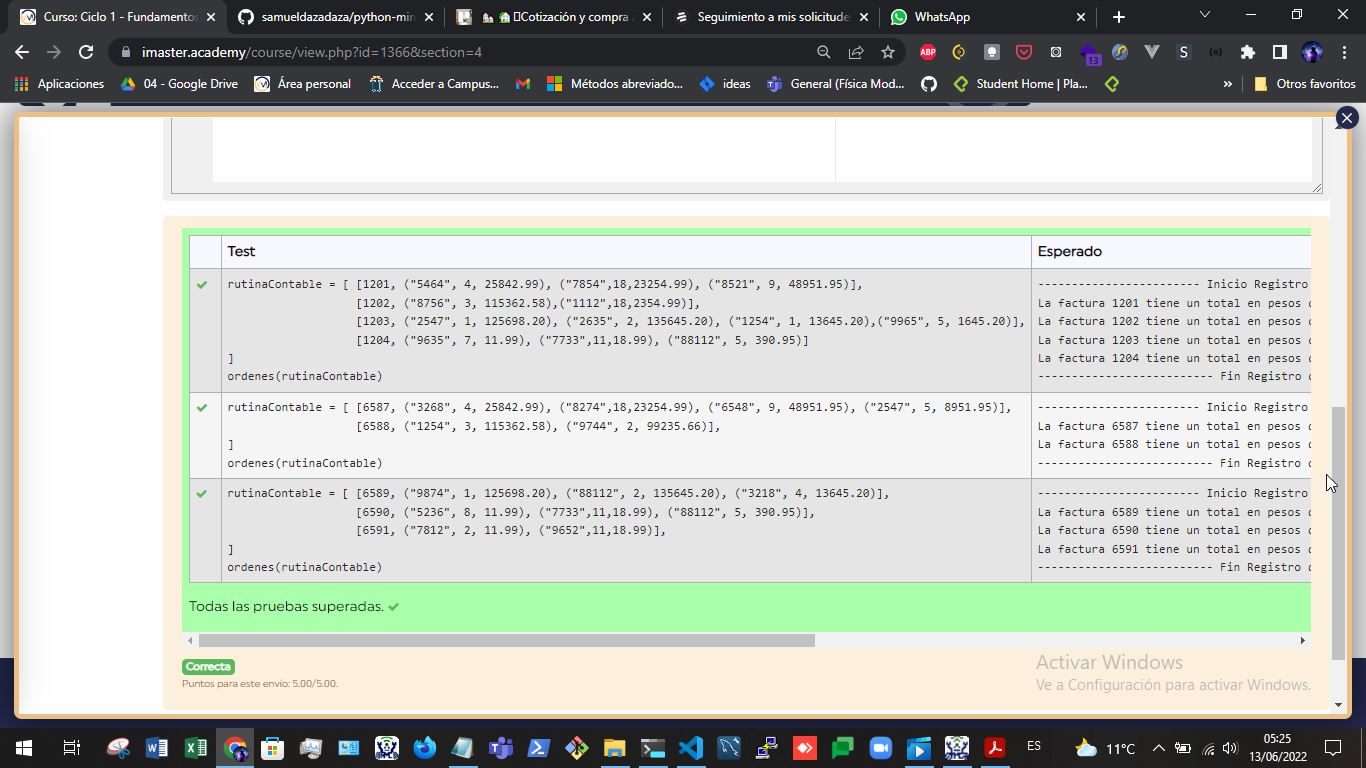 Curso: Ciclo 1 - Fundamentos
samueldazadaza/python-min
Cotización y compra
Seguimiento a mis solicitude
WhatsApp
imaster.academy/course/view.php?id=1366&section=4
ABP
13
S
Aplicaciones
04 - Google Drive
Área personal
Acceder a Campus...
Métodos abreviado...
ideas
General (Física Mod...
Student Home | Pla...
»
Otros favoritos
Test
Esperado
rutinaContable = [ [1201, ("5464", 4, 25842.99), ("7854",18,23254.99), ("8521", 9, 48951.95)],
[1202, ("8756", 3, 115362.58),("1112",18,2354.99)],
[1203, ("2547", 1, 125698.20), ("2635", 2, 135645.20), ("1254", 1, 13645.20),("9965", 5, 1645.20)],
[1204, ("9635", 7, 11.99), ("7733",11,18.99), ("88112", 5, 390.95)]
]
ordenes(rutinaContable)
------------------------ Inicio Registro
La factura 1201 tiene un total en pesos
La factura 1202 tiene un total en pesos
La factura 1203 tiene un total en pesos
La factura 1204 tiene un total en pesos
-------------------------- Fin Registro
rutinaContable = [ [6587, ("3268", 4, 25842.99), ("8274",18,23254.99), ("6548", 9, 48951.95), ("2547", 5, 8951.95)],
[6588, ("1254", 3, 115362.58), ("9744", 2, 99235.66)],
]
ordenes(rutinaContable)
------------------------ Inicio Registro
La factura 6587 tiene un total en pesos
La factura 6588 tiene un total en pesos
-------------------------- Fin Registro
rutinaContable = [ [6589, ("9874", 1, 125698.20), ("88112", 2, 135645.20), ("3218", 4, 13645.20)],
[6590, ("5236", 8, 11.99), ("7733",11,18.99), ("88112", 5, 390.95)],
[6591, ("7812", 2, 11.99), ("9652",11,18.99)],
]
ordenes(rutinaContable)
------------------------ Inicio Registro
La factura 6589 tiene un total en pesos
La factura 6590 tiene un total en pesos
La factura 6591 tiene un total en pesos
-------------------------- Fin Registro
Todas las pruebas superadas.
Correcta
Puntos para este envío: 5.00/5.00.
Activar Windows
Ve a Configuración para activar Windows.
ES
11°C
05:25
13/06/2022